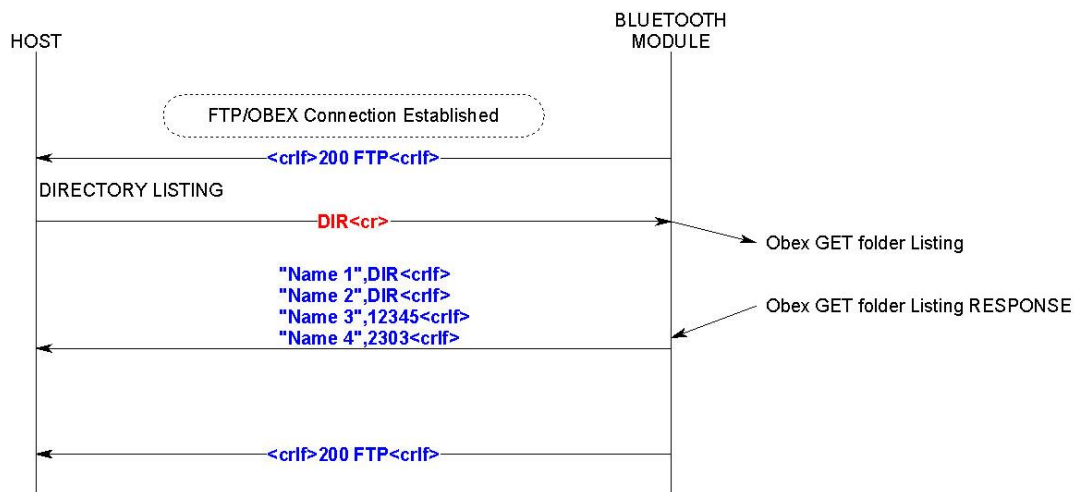 HOST
BLUETOOTH
MODULE
FTP/OBEX Connection Established
<crlf>200 FTP<crlf>
DIRECTORY LISTING
DIR<cr>
Obex GET folder Listing
"Name 1",DIR<crlf>
"Name 2",DIR<crlf>
"Name 3",12345<crlf>
"Name 4",2303<crlf>
Obex GET folder Listing RESPONSE
<crlf>200 FTP<crlf>